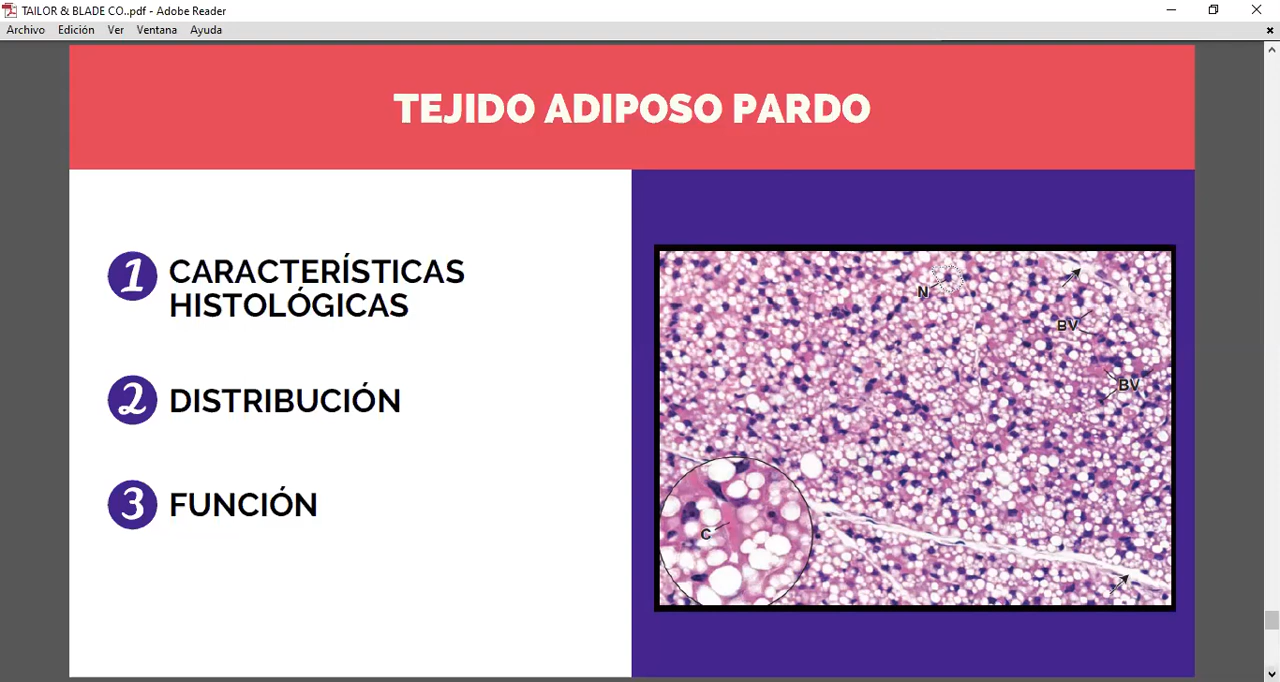 TAILOR & BLADE CO..pdf - Adobe Reader
Archivo Edición Ver Ventana Ayuda
TEJIDO ADIPOSO PARDO
1 CARACTERÍSTICAS
HISTOLÓGICAS
2 DISTRIBUCIÓN
3 FUNCIÓN
N
BV
BV
C